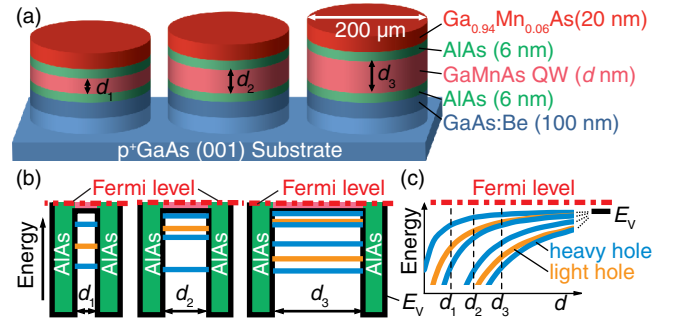 (a)
200 µm
Ga0.94Mn0.06As(20 nm)
AlAs (6 nm)
GaMnAs QW (d nm)
AlAs (6 nm)
GaAs:Be (100 nm)
d1
d2
d3
p+GaAs (001) Substrate
(b)
Fermi level
Fermi level
Energy
AlAs
AlAs
AlAs
AlAs
AlAs
AlAs
d1
d2
d3
EV
(c)
Fermi level
Energy
EV
heavy hole
light hole
d1
d2
d3
d